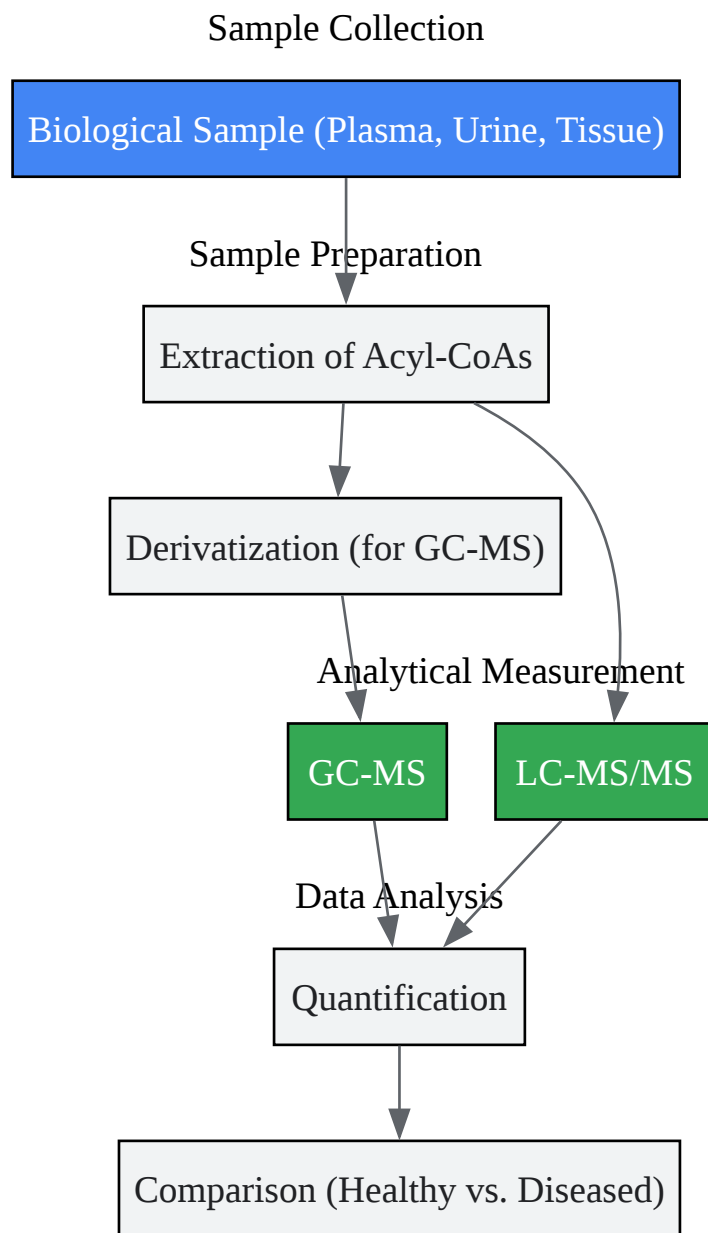 Sample Collection
Biological Sample (Plasma, Urine, Tissue)
Sample Preparation
Extraction of Acyl-CoAs
Derivatization (for GC-MS)
Analytical Measurement
GC-MS
LC-MS/MS
Data Analysis
Quantification
Comparison (Healthy vs. Diseased)